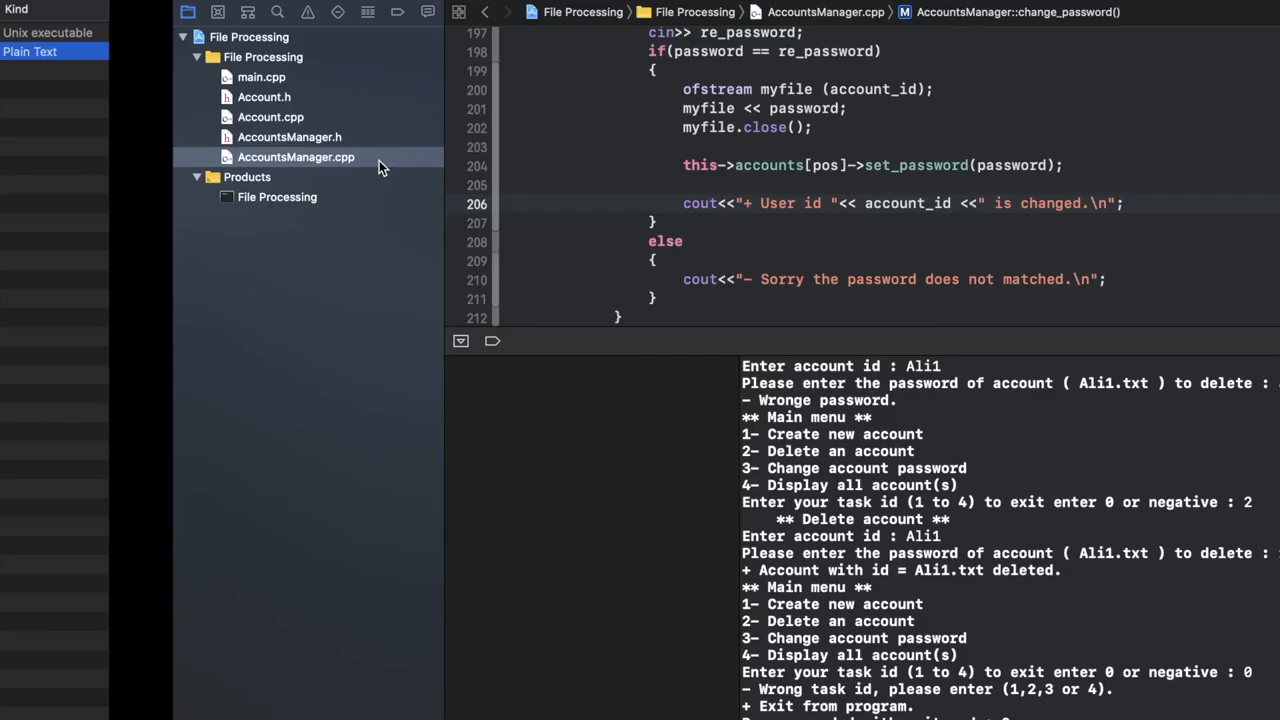 Kind
Unix executable
Plain Text
File Processing
File Processing
main.cpp
Account.h
Account.cpp
AccountsManager.h
AccountsManager.cpp
Products
File Processing
File Processing 〉 File Processing 〉 AccountsManager.cpp 〉 M AccountsManager::change_password()
197 cin>> re_password;
198 if(password == re_password)
199 {
200 ofstream myfile (account_id);
201 myfile << password;
202 myfile.close();
203
204 this->accounts[pos]->set_password(password);
205
206 cout<<"+ User id "<< account_id <<" is changed.\n";
207 }
208 else
209 {
210 cout<<"- Sorry the password does not matched.\n";
211 }
212 }
Enter account id : Ali1
Please enter the password of account ( Ali1.txt ) to delete :
- Wronge password.
** Main menu **
1- Create new account
2- Delete an account
3- Change account password
4- Display all account(s)
Enter your task id (1 to 4) to exit enter 0 or negative : 2
** Delete account **
Enter account id : Ali1
Please enter the password of account ( Ali1.txt ) to delete :
+ Account with id = Ali1.txt deleted.
** Main menu **
1- Create new account
2- Delete an account
3- Change account password
4- Display all account(s)
Enter your task id (1 to 4) to exit enter 0 or negative : 0
- Wrong task id, please enter (1,2,3 or 4).
+ Exit from program.